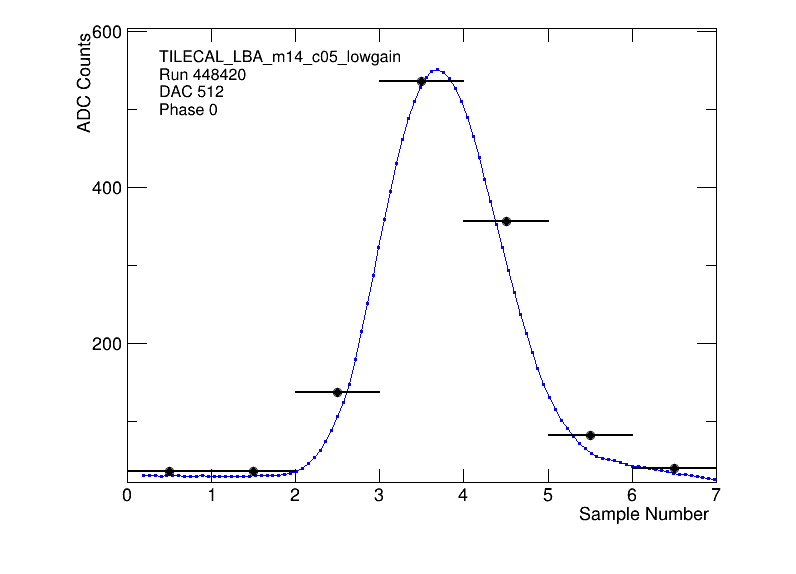 600
ADC Counts
TILECAL_LBA_m14_c05_lowgain
Run 448420
DAC 512
Phase 0
400
200
0 1 2 3 4 5 6 7
Sample Number